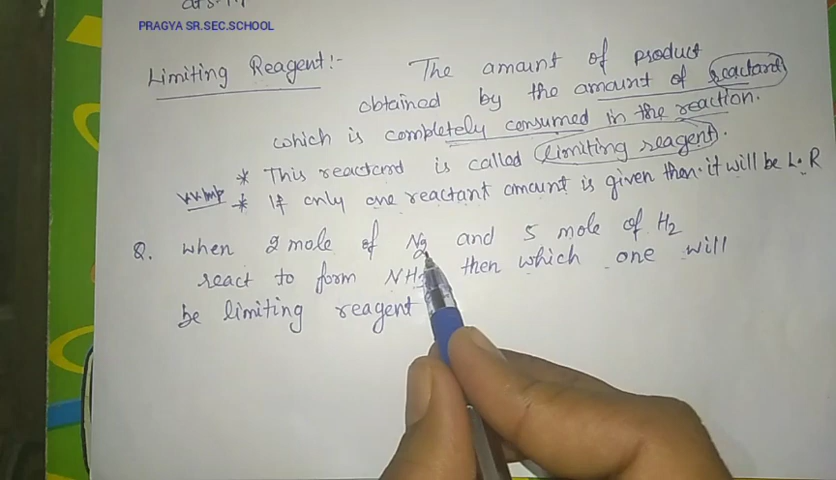 PRAGYA SR.SEC.SCHOOL
Limiting Reagent:- The amount of product
obtained by the amount of reactard
which is completely consumed in the reaction.
* This reactard is called limiting reagent.
v.v.Imp * If only one reactant amount is given then it will be L.R
Q. when 2 mole of N2 and 5 mole of H2
react to form NH3 then which one will
be limiting reagent